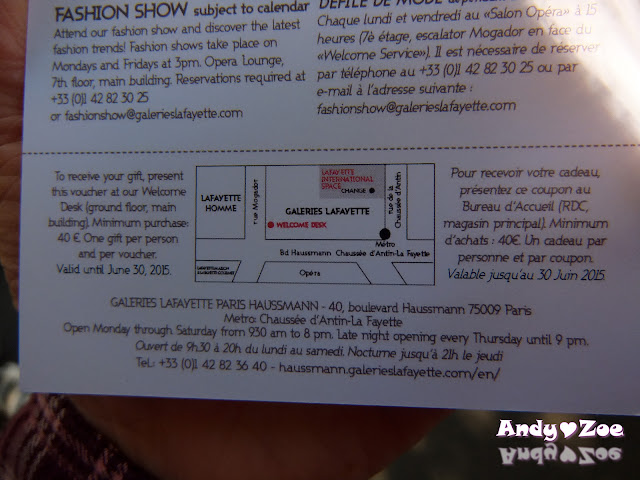 FASHION SHOW subject to calendar
Attend our fashion show and discover the latest
fashion trends! Fashion shows take place on
Mondays and Fridays at 3pm. Opera Lounge,
7th floor, main building. Reservations required at
+33 (0)1 42 82 30 25
or fashionshow@galerieslafayette.com
DÉFILÉ DE MODE
Chaque lundi et vendredi au «Salon Opéra» à 15
heures (7è étage, escalator Mogador en face du
«Welcome Service»). Il est nécessaire de réserver
par téléphone au +33 (0)1 42 82 30 25 ou par
e-mail à l'adresse suivante :
fashionshow@galerieslafayette.com
To receive your gift, present
this voucher at our Welcome
Desk (ground floor, main
building). Minimum purchase:
40 €. One gift per person
and per voucher.
Valid until June 30, 2015.
LAFAYETTE
HOMME
rue Mogador
LAFAYETTE
INTERNATIONAL
SPACE
CHANGE
GALERIES LAFAYETTE
WELCOME DESK
rue de la
Chaussée d'Antin
Métro
Bd Haussmann Chaussée d'Antin-La Fayette
LAFAYETTE MAISON
& LAFAYETTE GOURMET
Opéra
Pour recevoir votre cadeau,
présentez ce coupon au
Bureau d'Accueil (RDC,
magasin principal). Minimum
d'achats : 40€. Un cadeau par
personne et par coupon.
Valable jusqu'au 30 Juin 2015
GALERIES LAFAYETTE PARIS HAUSSMANN - 40, boulevard Haussmann 75009 Paris
Metro: Chaussée d'Antin-La Fayette
Open Monday through Saturday from 930 am to 8 pm. Late night opening every Thursday until 9 pm.
Ouvert de 9h30 à 20h du lundi au samedi. Nocturne jusqu'à 21h le jeudi
Tel.: +33 (0)1 42 82 36 40 - haussmann.galerieslafayette.com/en/
Andy♥Zoe